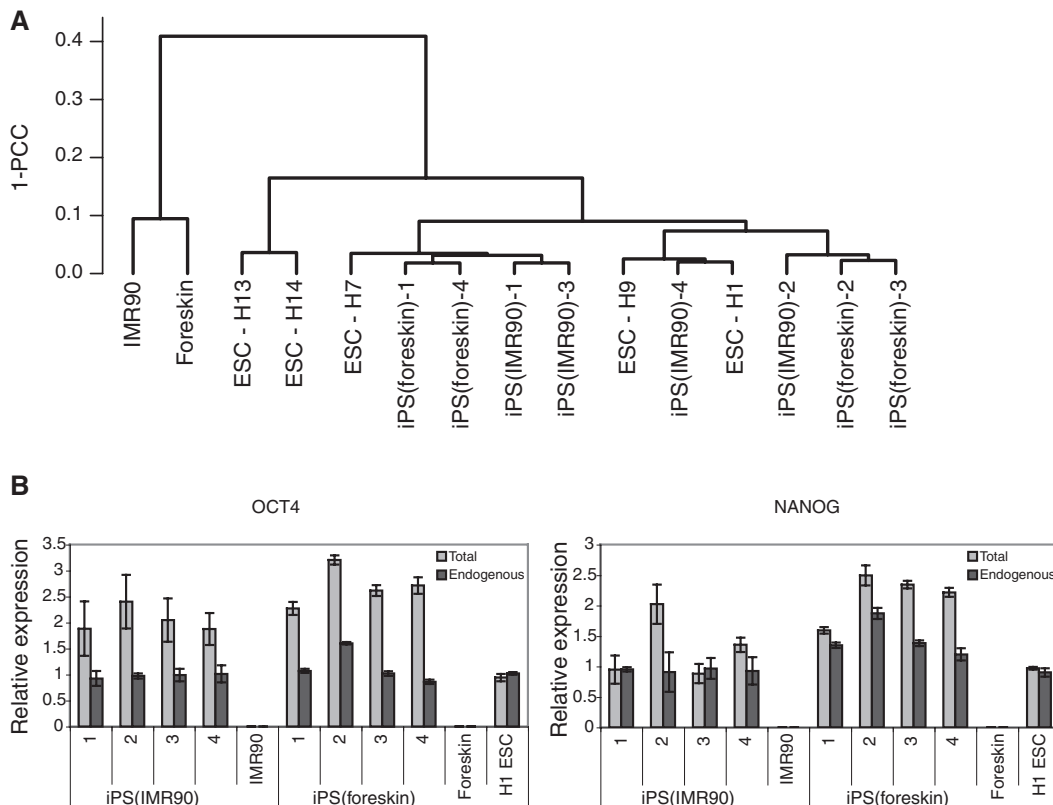 A
1-PCC
0.4
0.3
0.2
0.1
0.0
IMR90
Foreskin
ESC - H13
ESC - H14
ESC - H7
iPS(foreskin)-1
iPS(foreskin)-4
iPS(IMR90)-1
iPS(IMR90)-3
ESC - H9
iPS(IMR90)-4
ESC - H1
iPS(IMR90)-2
iPS(foreskin)-2
iPS(foreskin)-3
B
OCT4
Relative expression
3.5
3
2.5
2
1.5
1
0.5
0
Total
Endogenous
1
2
3
4
IMR90
1
2
3
4
Foreskin
H1 ESC
iPS(IMR90)
iPS(foreskin)
NANOG
Relative expression
3
2.5
2
1.5
1
0.5
0
Total
Endogenous
1
2
3
4
IMR90
1
2
3
4
Foreskin
H1 ESC
iPS(IMR90)
iPS(foreskin)